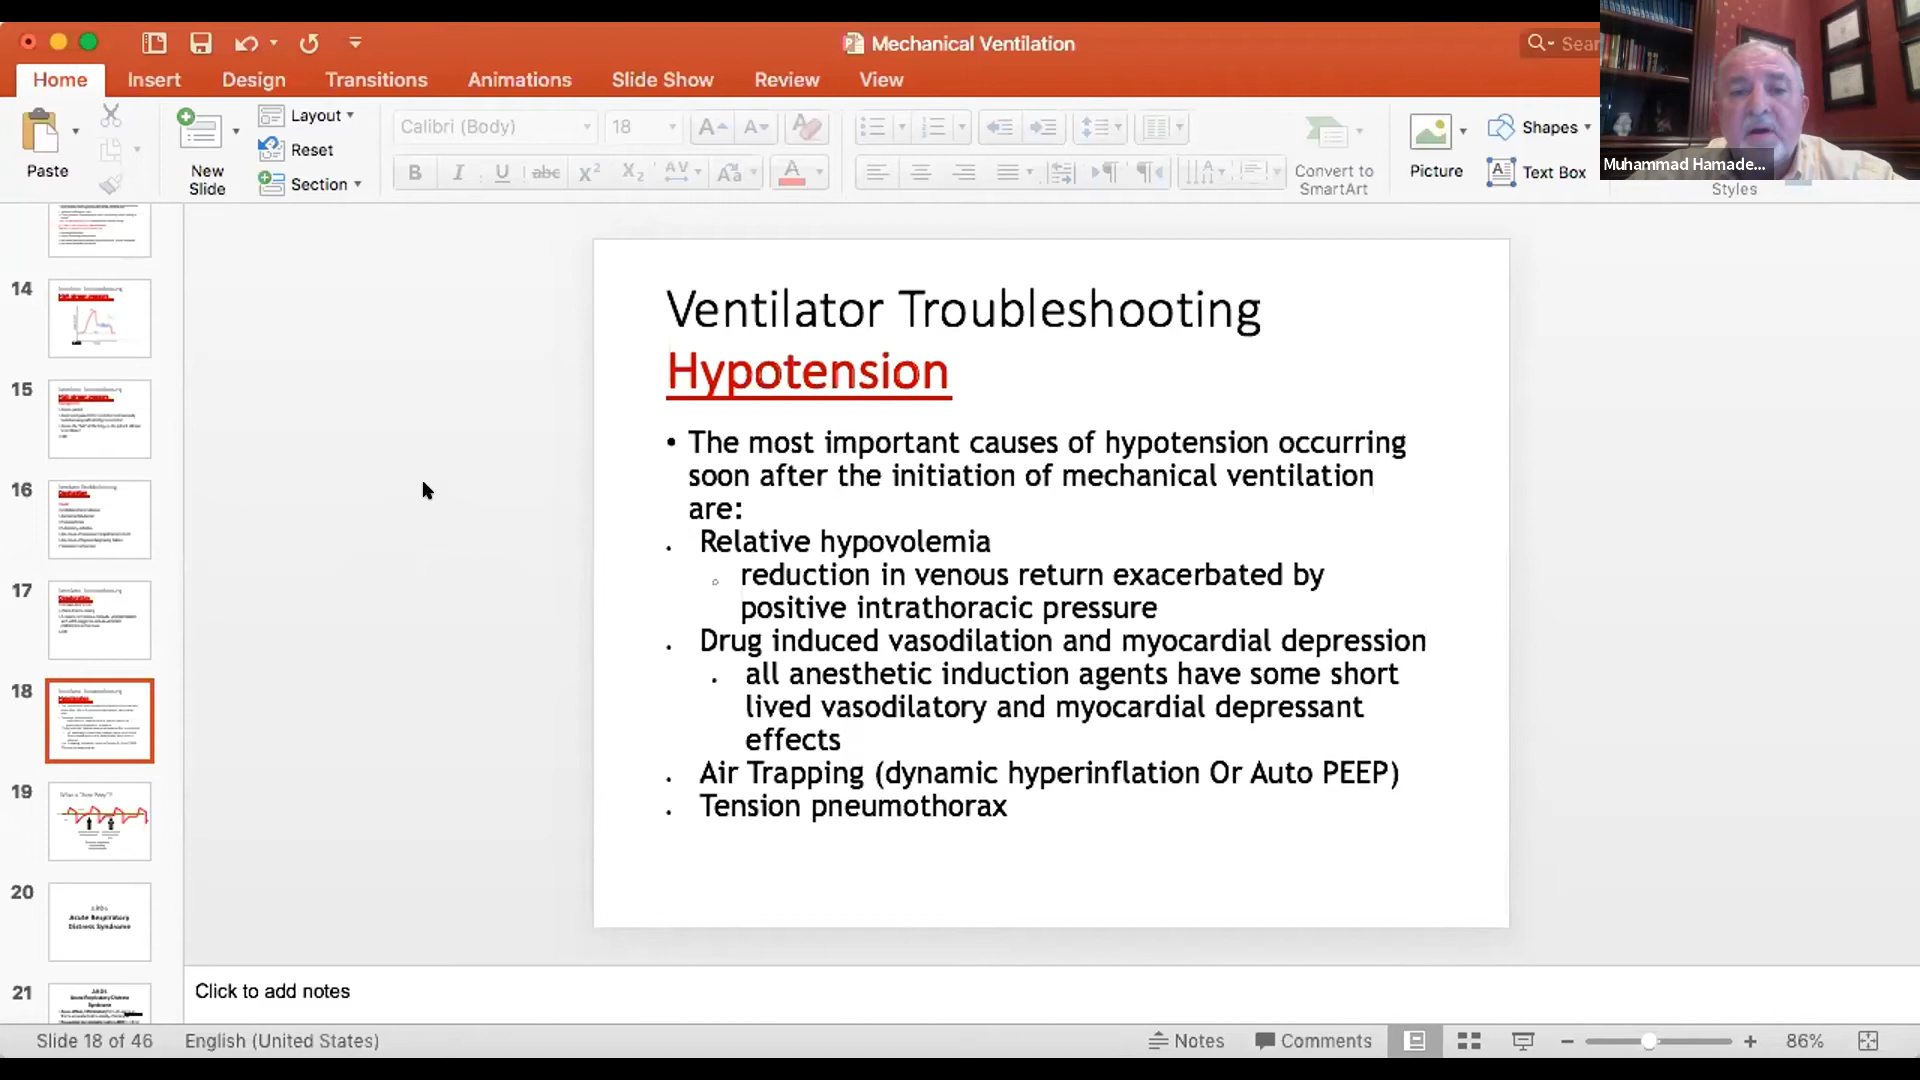 Mechanical Ventilation
Sear
Home Insert Design Transitions Animations Slide Show Review View
Paste
New
Slide
Layout
Reset
Section
Calibri (Body) 18
Convert to
SmartArt
Picture
Shapes
Text Box
Styles
Muhammad Hamade...
14
15
16
17
18
19
20
Acute Respiratory
Distress Syndrome
21
Ventilator Troubleshooting
Hypotension
• The most important causes of hypotension occurring
soon after the initiation of mechanical ventilation
are:
• Relative hypovolemia
○ reduction in venous return exacerbated by
positive intrathoracic pressure
• Drug induced vasodilation and myocardial depression
• all anesthetic induction agents have some short
lived vasodilatory and myocardial depressant
effects
• Air Trapping (dynamic hyperinflation Or Auto PEEP)
• Tension pneumothorax
Click to add notes
Slide 18 of 46 English (United States) Notes Comments 86%